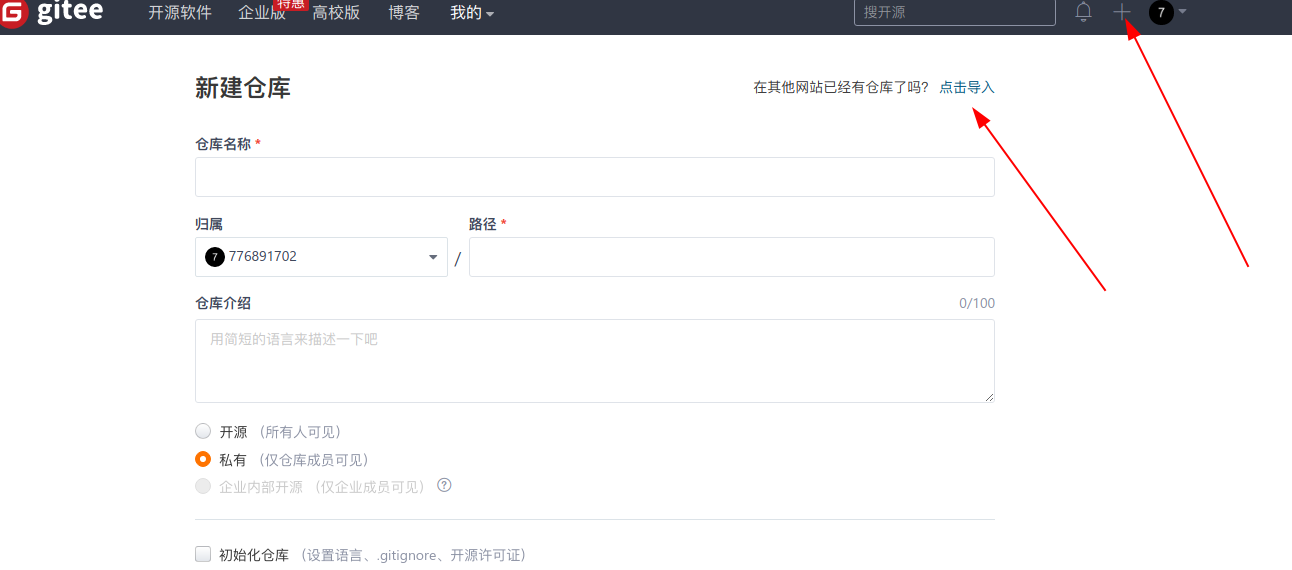 gitee 开源软件 企业版 特惠 高校版 博客 我的 搜开源 7
新建仓库 在其他网站已经有仓库了吗? 点击导入
仓库名称 *
归属 路径 *
7 776891702 /
仓库介绍 0/100
用简短的语言来描述一下吧
开源 (所有人可见)
私有 (仅仓库成员可见)
企业内部开源 (仅企业成员可见) ?
初始化仓库 (设置语言、.gitignore、开源许可证)